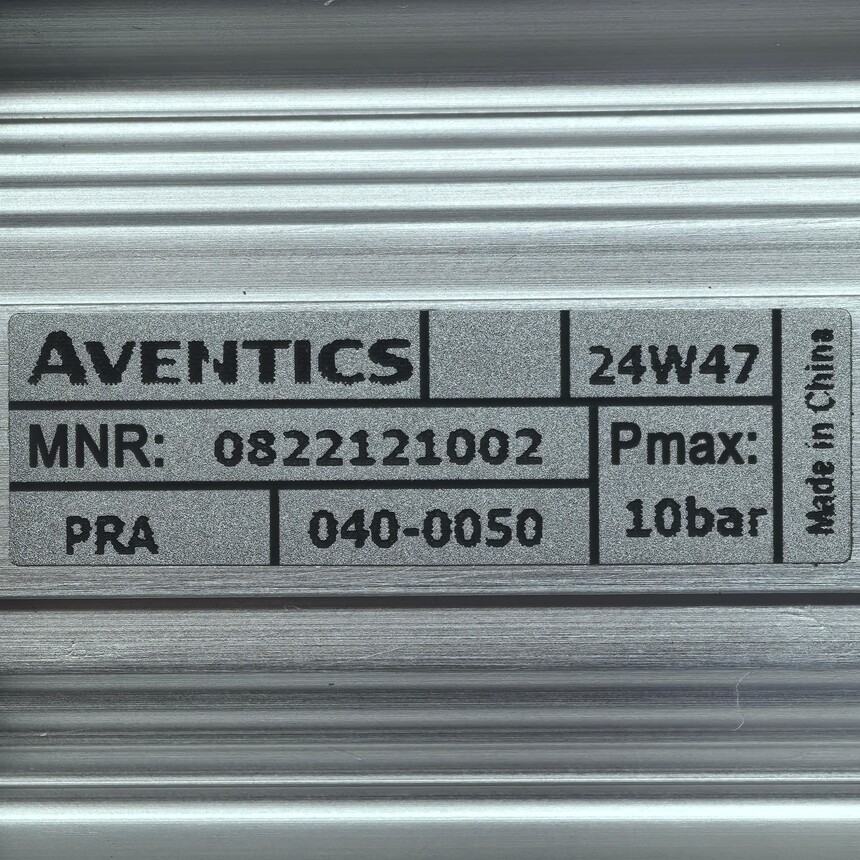 AVENTICS
24W47
MNR: 0822121002
Pmax:
10bar
PRA
040-0050
Made in China